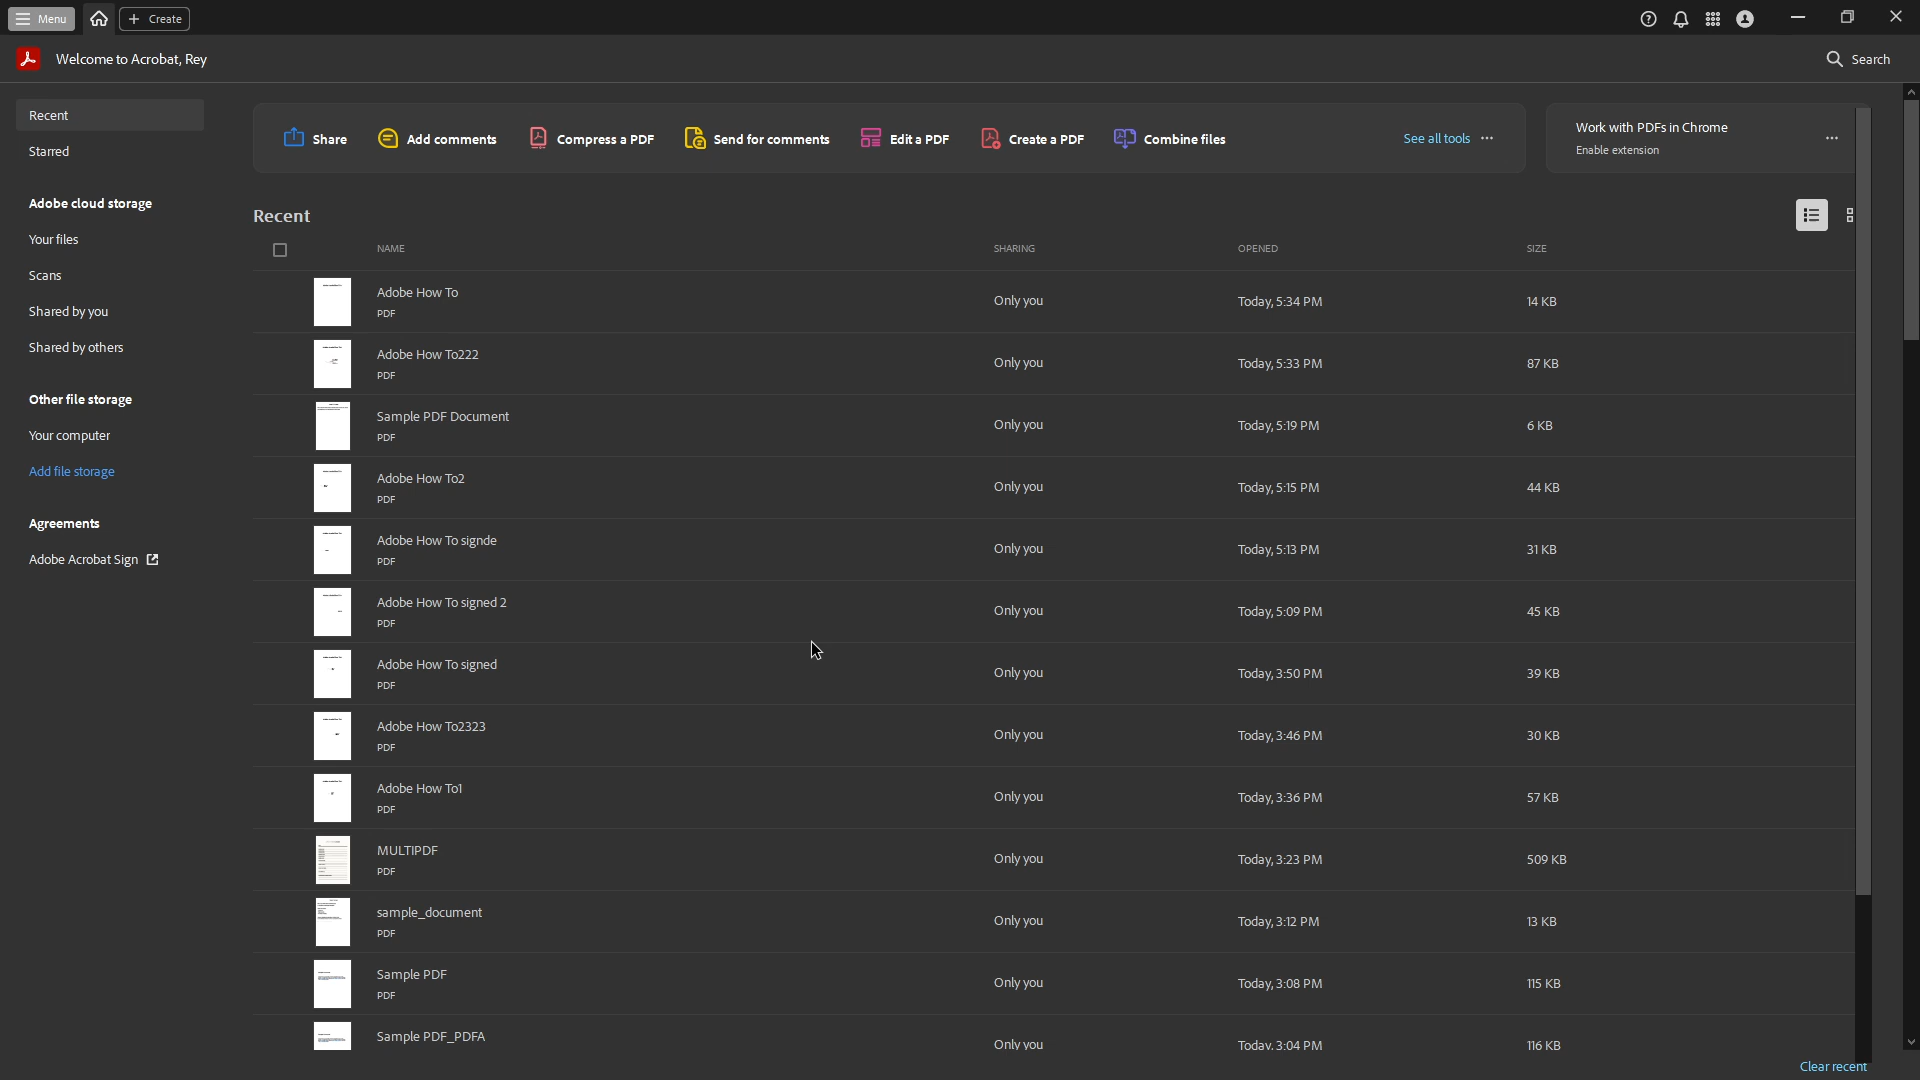 Menu
Create
Welcome to Acrobat, Rey
Search
Recent
Starred
Adobe cloud storage
Your files
Scans
Shared by you
Shared by others
Other file storage
Your computer
Add file storage
Agreements
Adobe Acrobat Sign
Share Add comments Compress a PDF Send for comments Edit a PDF Create a PDF Combine files See all tools
Work with PDFs in Chrome
Enable extension
Recent
NAME SHARING OPENED SIZE
Adobe How To
PDF
Only you Today, 5:34 PM 14 KB
Adobe How To222
PDF
Only you Today, 5:33 PM 87 KB
Sample PDF Document
PDF
Only you Today, 5:19 PM 6 KB
Adobe How To2
PDF
Only you Today, 5:15 PM 44 KB
Adobe How To signde
PDF
Only you Today, 5:13 PM 31 KB
Adobe How To signed 2
PDF
Only you Today, 5:09 PM 45 KB
Adobe How To signed
PDF
Only you Today, 3:50 PM 39 KB
Adobe How To2323
PDF
Only you Today, 3:46 PM 30 KB
Adobe How To1
PDF
Only you Today, 3:36 PM 57 KB
MULTIPDF
PDF
Only you Today, 3:23 PM 509 KB
sample_document
PDF
Only you Today, 3:12 PM 13 KB
Sample PDF
PDF
Only you Today, 3:08 PM 115 KB
Sample PDF_PDFA
Only you Today, 3:04 PM 116 KB
Clear recent